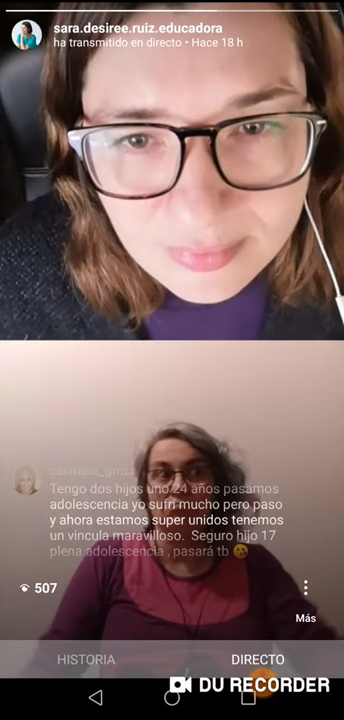 sara.desiree.ruiz.educadora
ha transmitido en directo • Hace 18 h
carmela_gmz
Tengo dos hijos uno 24 años pasamos
adolescencia yo sufri mucho pero paso
y ahora estamos super unidos tenemos
un vincula maravilloso. Seguro hijo 17
plena adolescencia , pasará tb 😘
507
Más
HISTORIA
DIRECTO
DU RECORDER